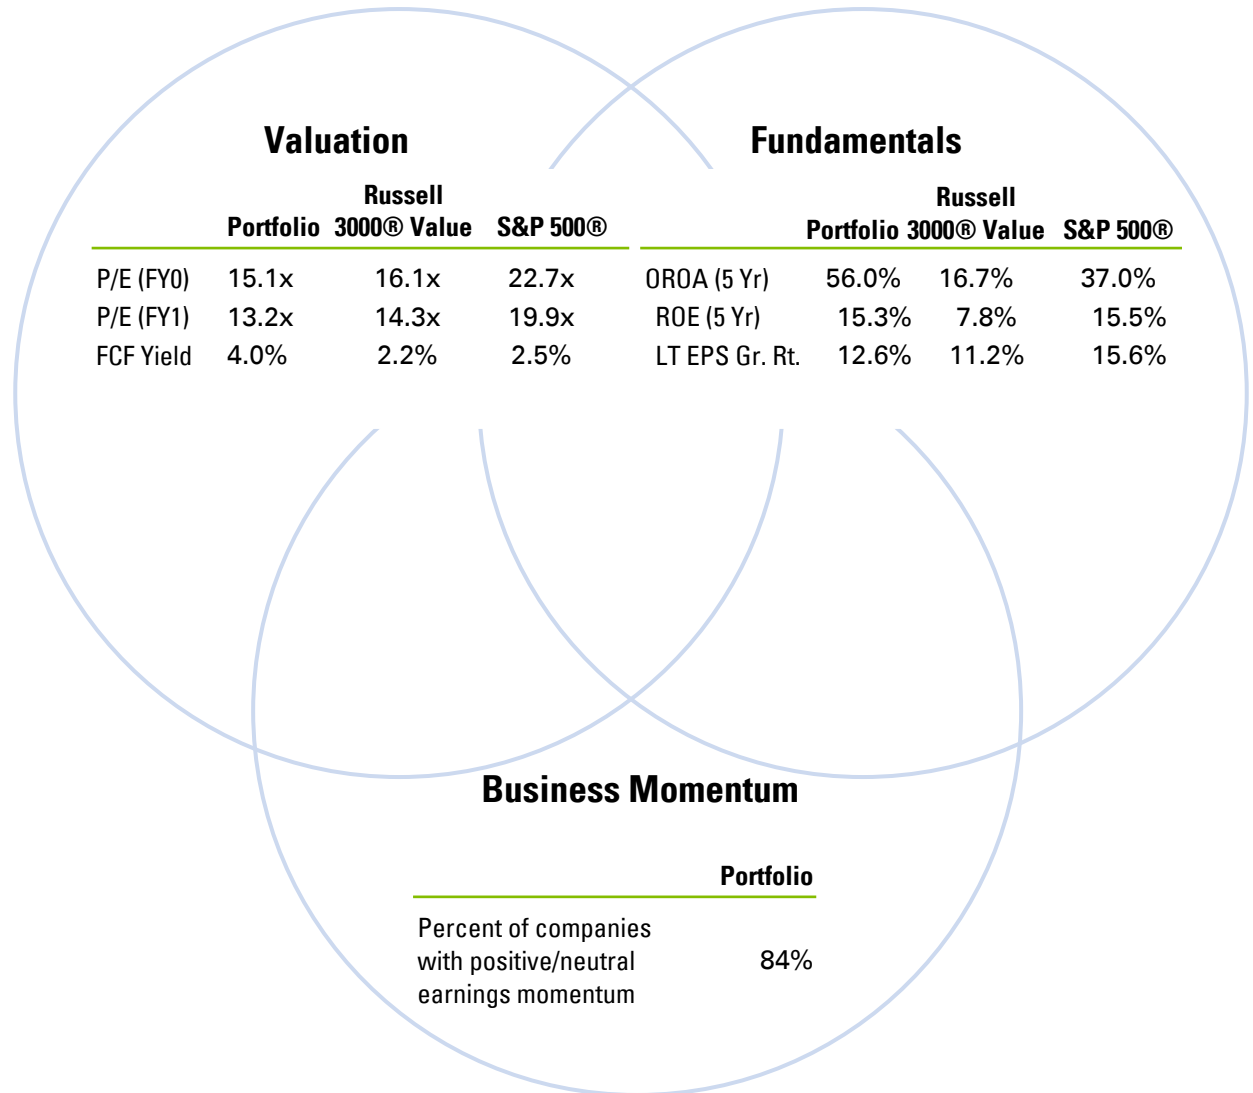 Valuation
Russell
Portfolio 3000® Value S&P 500®
P/E (FY0) 15.1x 16.1x 22.7x
P/E (FY1) 13.2x 14.3x 19.9x
FCF Yield 4.0% 2.2% 2.5%
Fundamentals
Russell
Portfolio 3000® Value S&P 500®
OROA (5 Yr) 56.0% 16.7% 37.0%
ROE (5 Yr) 15.3% 7.8% 15.5%
LT EPS Gr. Rt. 12.6% 11.2% 15.6%
Business Momentum
Portfolio
Percent of companies
with positive/neutral 84%
earnings momentum